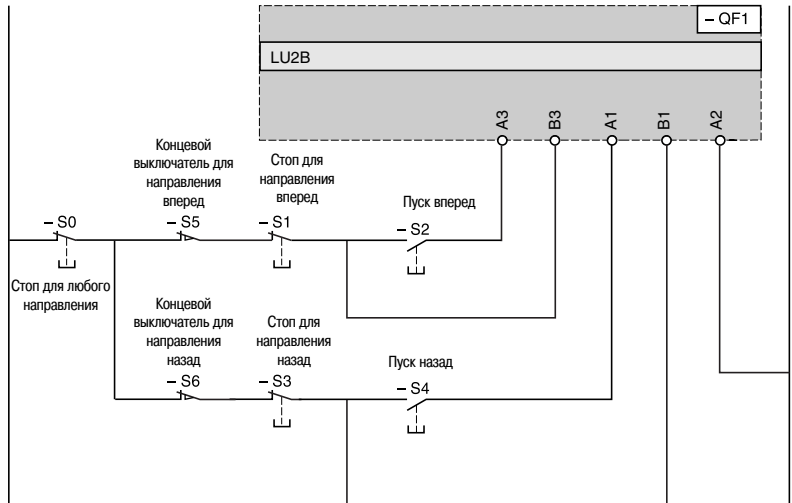 – QF1
LU2B
A3
B3
A1
B1
A2
–
Концевой
выключатель для
направления
вперед
Стоп для
направления
вперед
Пуск вперед
– S0
– S5
– S1
– S2
Стоп для любого
направления
Концевой
выключатель для
направления
назад
Стоп для
направления
назад
Пуск назад
– S6
– S3
– S4